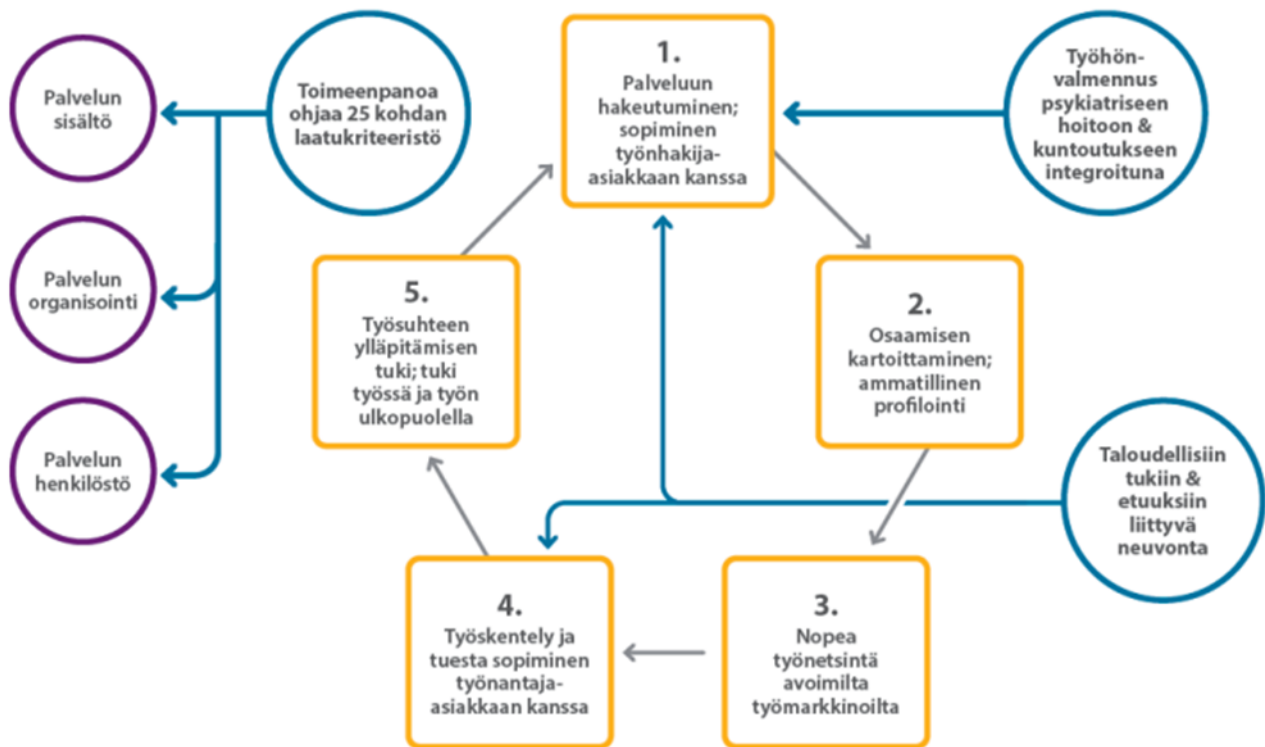 Palvelun
sisältö
Palvelun
organisointi
Palvelun
henkilöstö
Toimeenpanoa
ohjaa 25 kohdan
laatukriteeristö
1.
Palveluun
hakeutuminen;
sopiminen
työnhakija-
asiakkaan kanssa
Työhön-
valmennus
psykiatriseen
hoitoon &
kuntoutukseen
integroituna
2.
Osaamisen
kartoittaminen;
ammatillinen
profilointi
Taloudellisiin
tukiin &
etuuksiin
liittyvä
neuvonta
3.
Nopea
työnetsintä
avoimilta
työmarkkinoilta
4.
Työskentely ja
tuesta sopiminen
työnantaja-
asiakkaan kanssa
5.
Työsuhteen
ylläpitämisen
tuki; tuki
työssä ja työn
ulkopuolella